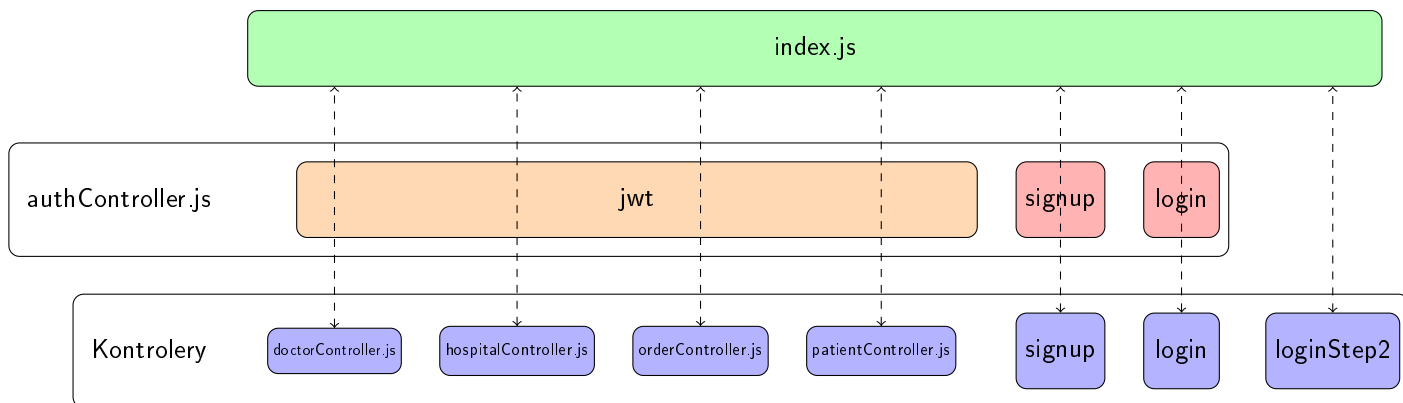 index.js
authController.js
jwt
signup
login
Kontrolery
doctorController.js
hospitalController.js
orderController.js
patientController.js
signup
login
loginStep2